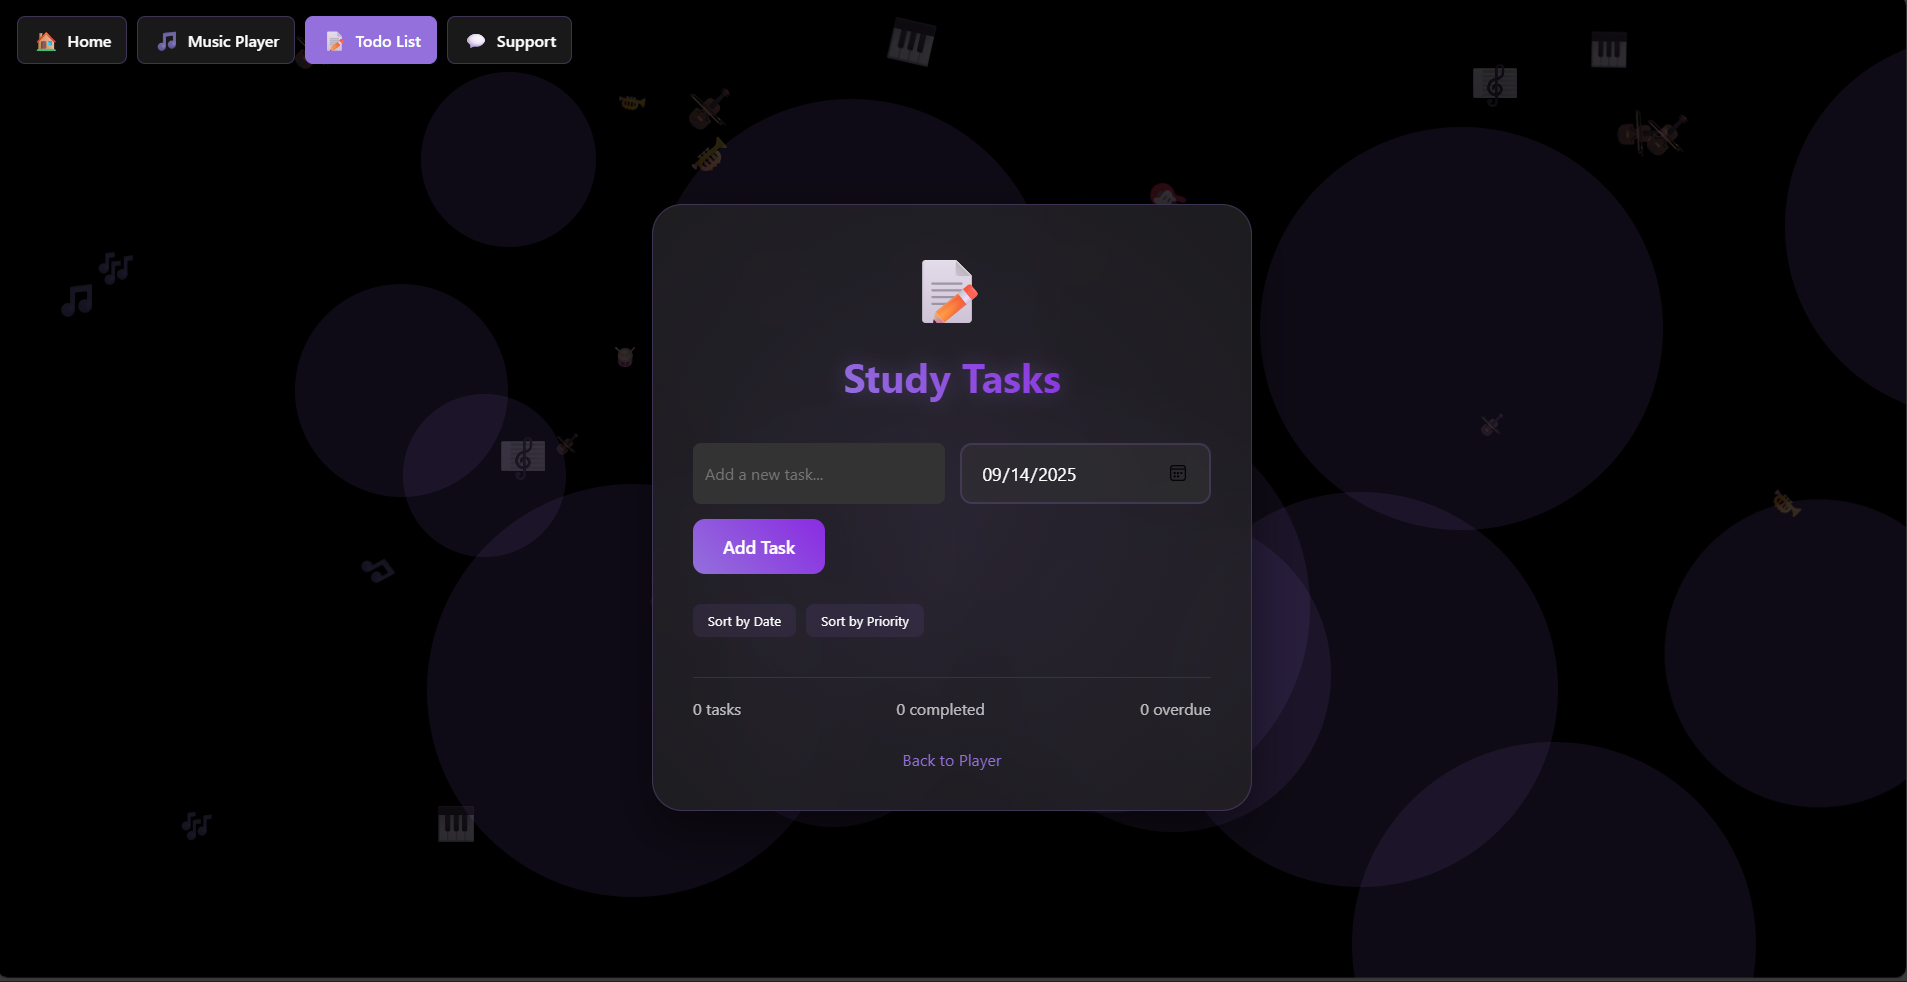 Home
Music Player
Todo List
Support
Study Tasks
Add a new task...
09/14/2025
Add Task
Sort by Date
Sort by Priority
0 tasks
0 completed
0 overdue
Back to Player